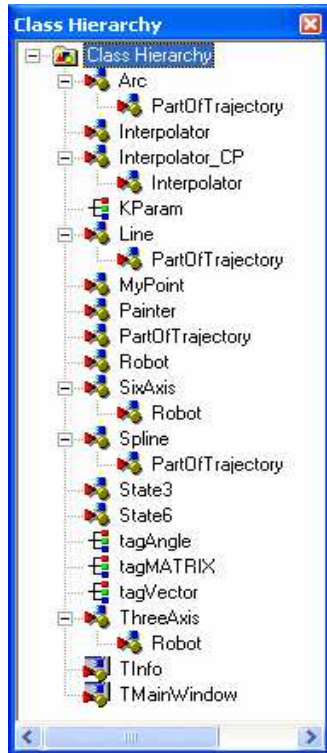 Class Hierarchy
Class Hierarchy
Arc
PartOfTrajectory
Interpolator
Interpolator_CP
Interpolator
KParam
Line
PartOfTrajectory
MyPoint
Painter
PartOfTrajectory
Robot
SixAxis
Robot
Spline
PartOfTrajectory
State3
State6
tagAngle
tagMATRIX
tagVector
ThreeAxis
Robot
TInfo
TMainWindow